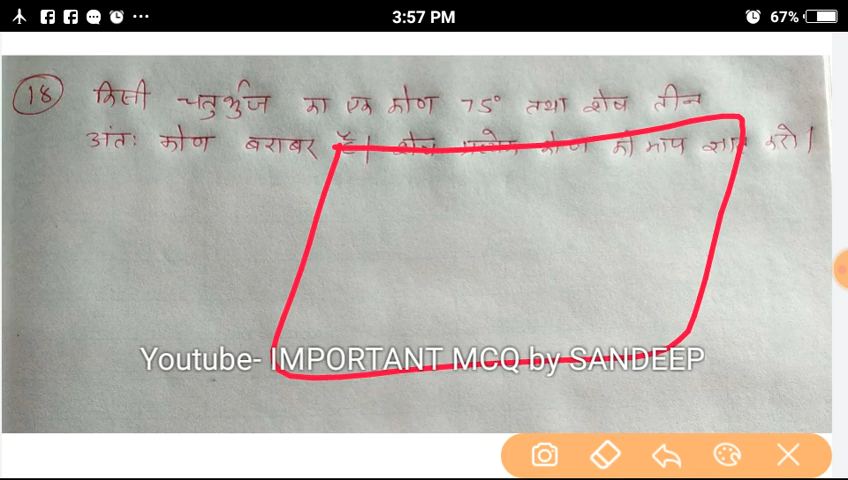 3:57 PM
67%
18 किसी चतुर्भुज का एक कोण 75° तथा शेष तीन
अंतः कोण बराबर है। शेष प्रत्येक कोण की माप ज्ञात करो।
Youtube- IMPORTANT MCQ by SANDEEP